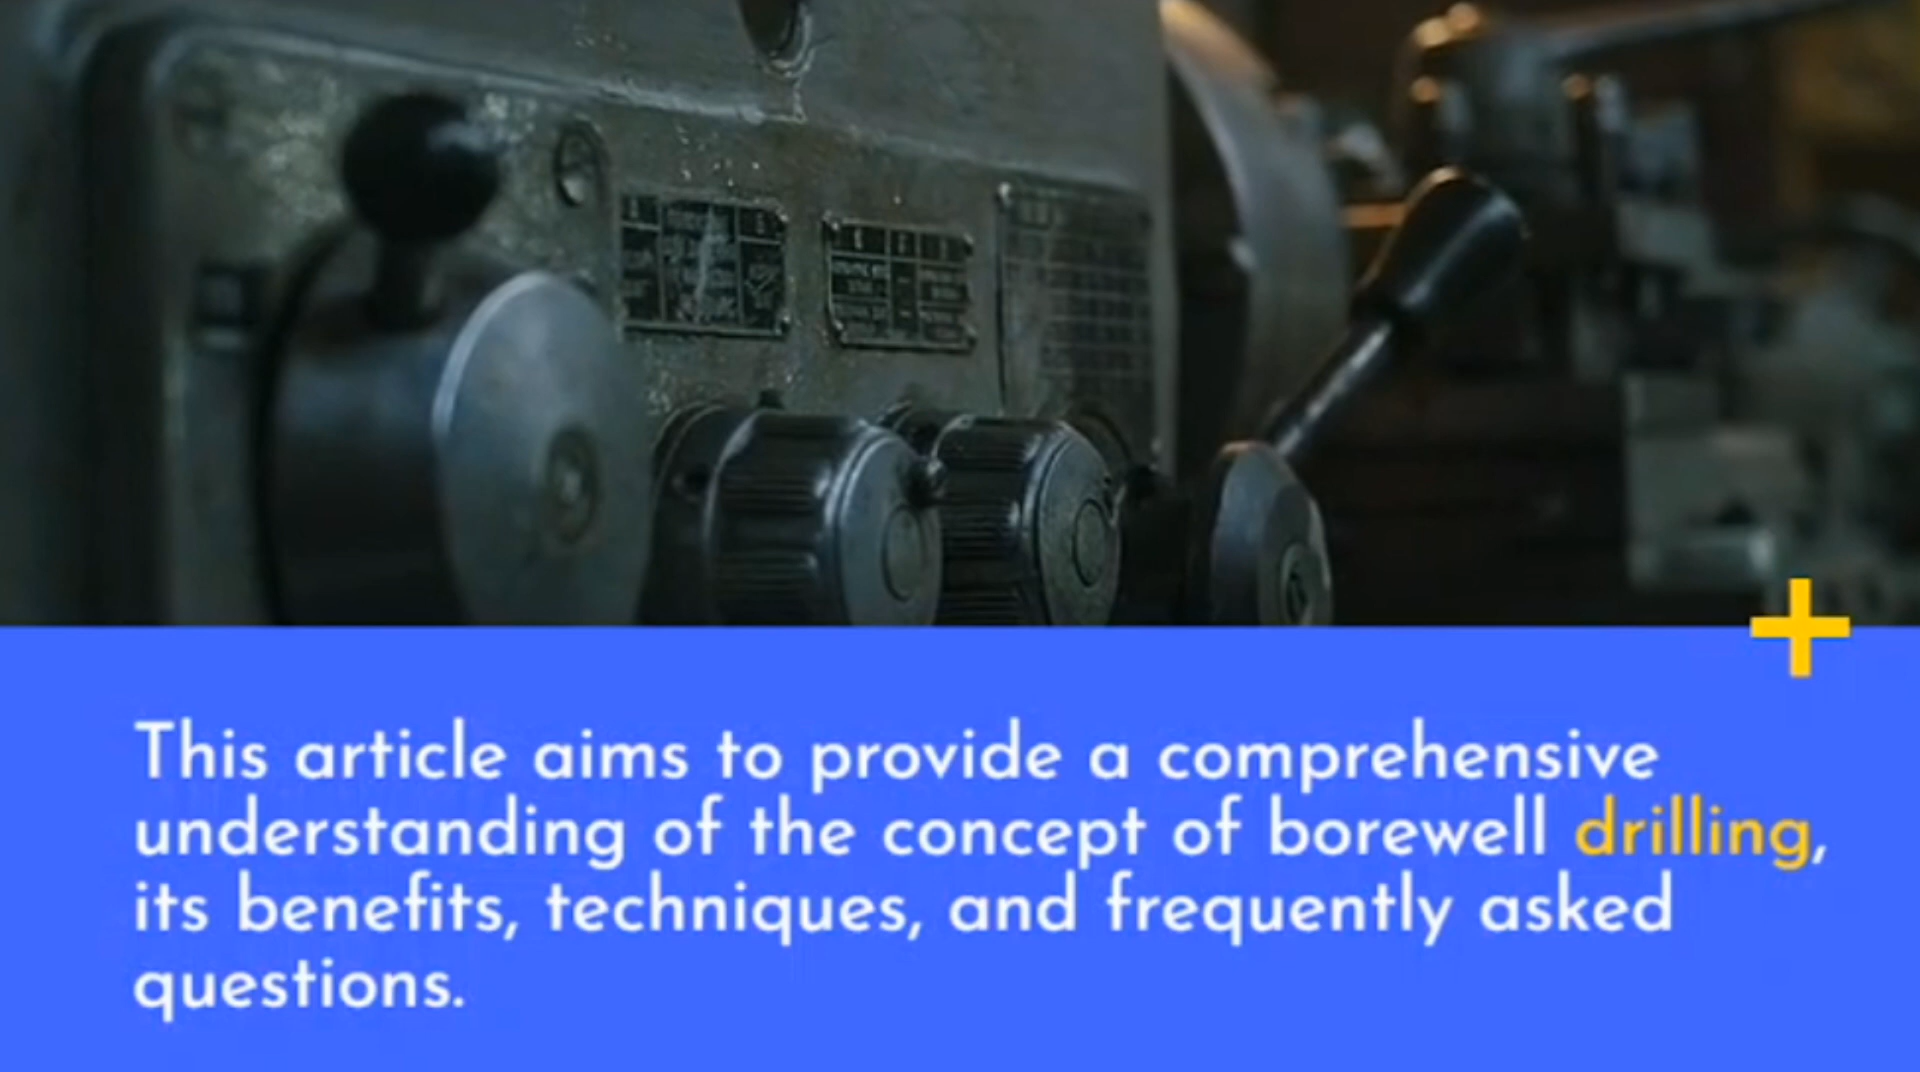 This article aims to provide a comprehensive
understanding of the concept of borewell drilling,
its benefits, techniques, and frequently asked
questions.